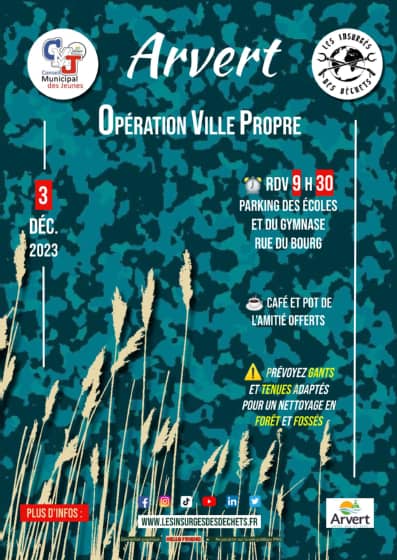 CMJ
Conseil
Municipal
des Jeunes
Arvert
LES INSURGÉS
DES DÉCHETS
OPÉRATION VILLE PROPRE
3
DÉC.
2023
RDV 9 H 30
PARKING DES ÉCOLES
ET DU GYMNASE
RUE DU BOURG
CAFÉ ET POT DE
L'AMITIÉ OFFERTS
PRÉVOYEZ GANTS
ET TENUES ADAPTÉS
POUR UN NETTOYAGE EN
FORÊT ET FOSSÉS
PLUS D'INFOS :
WWW.LESINSURGESDESDECHETS.FR
Arvert